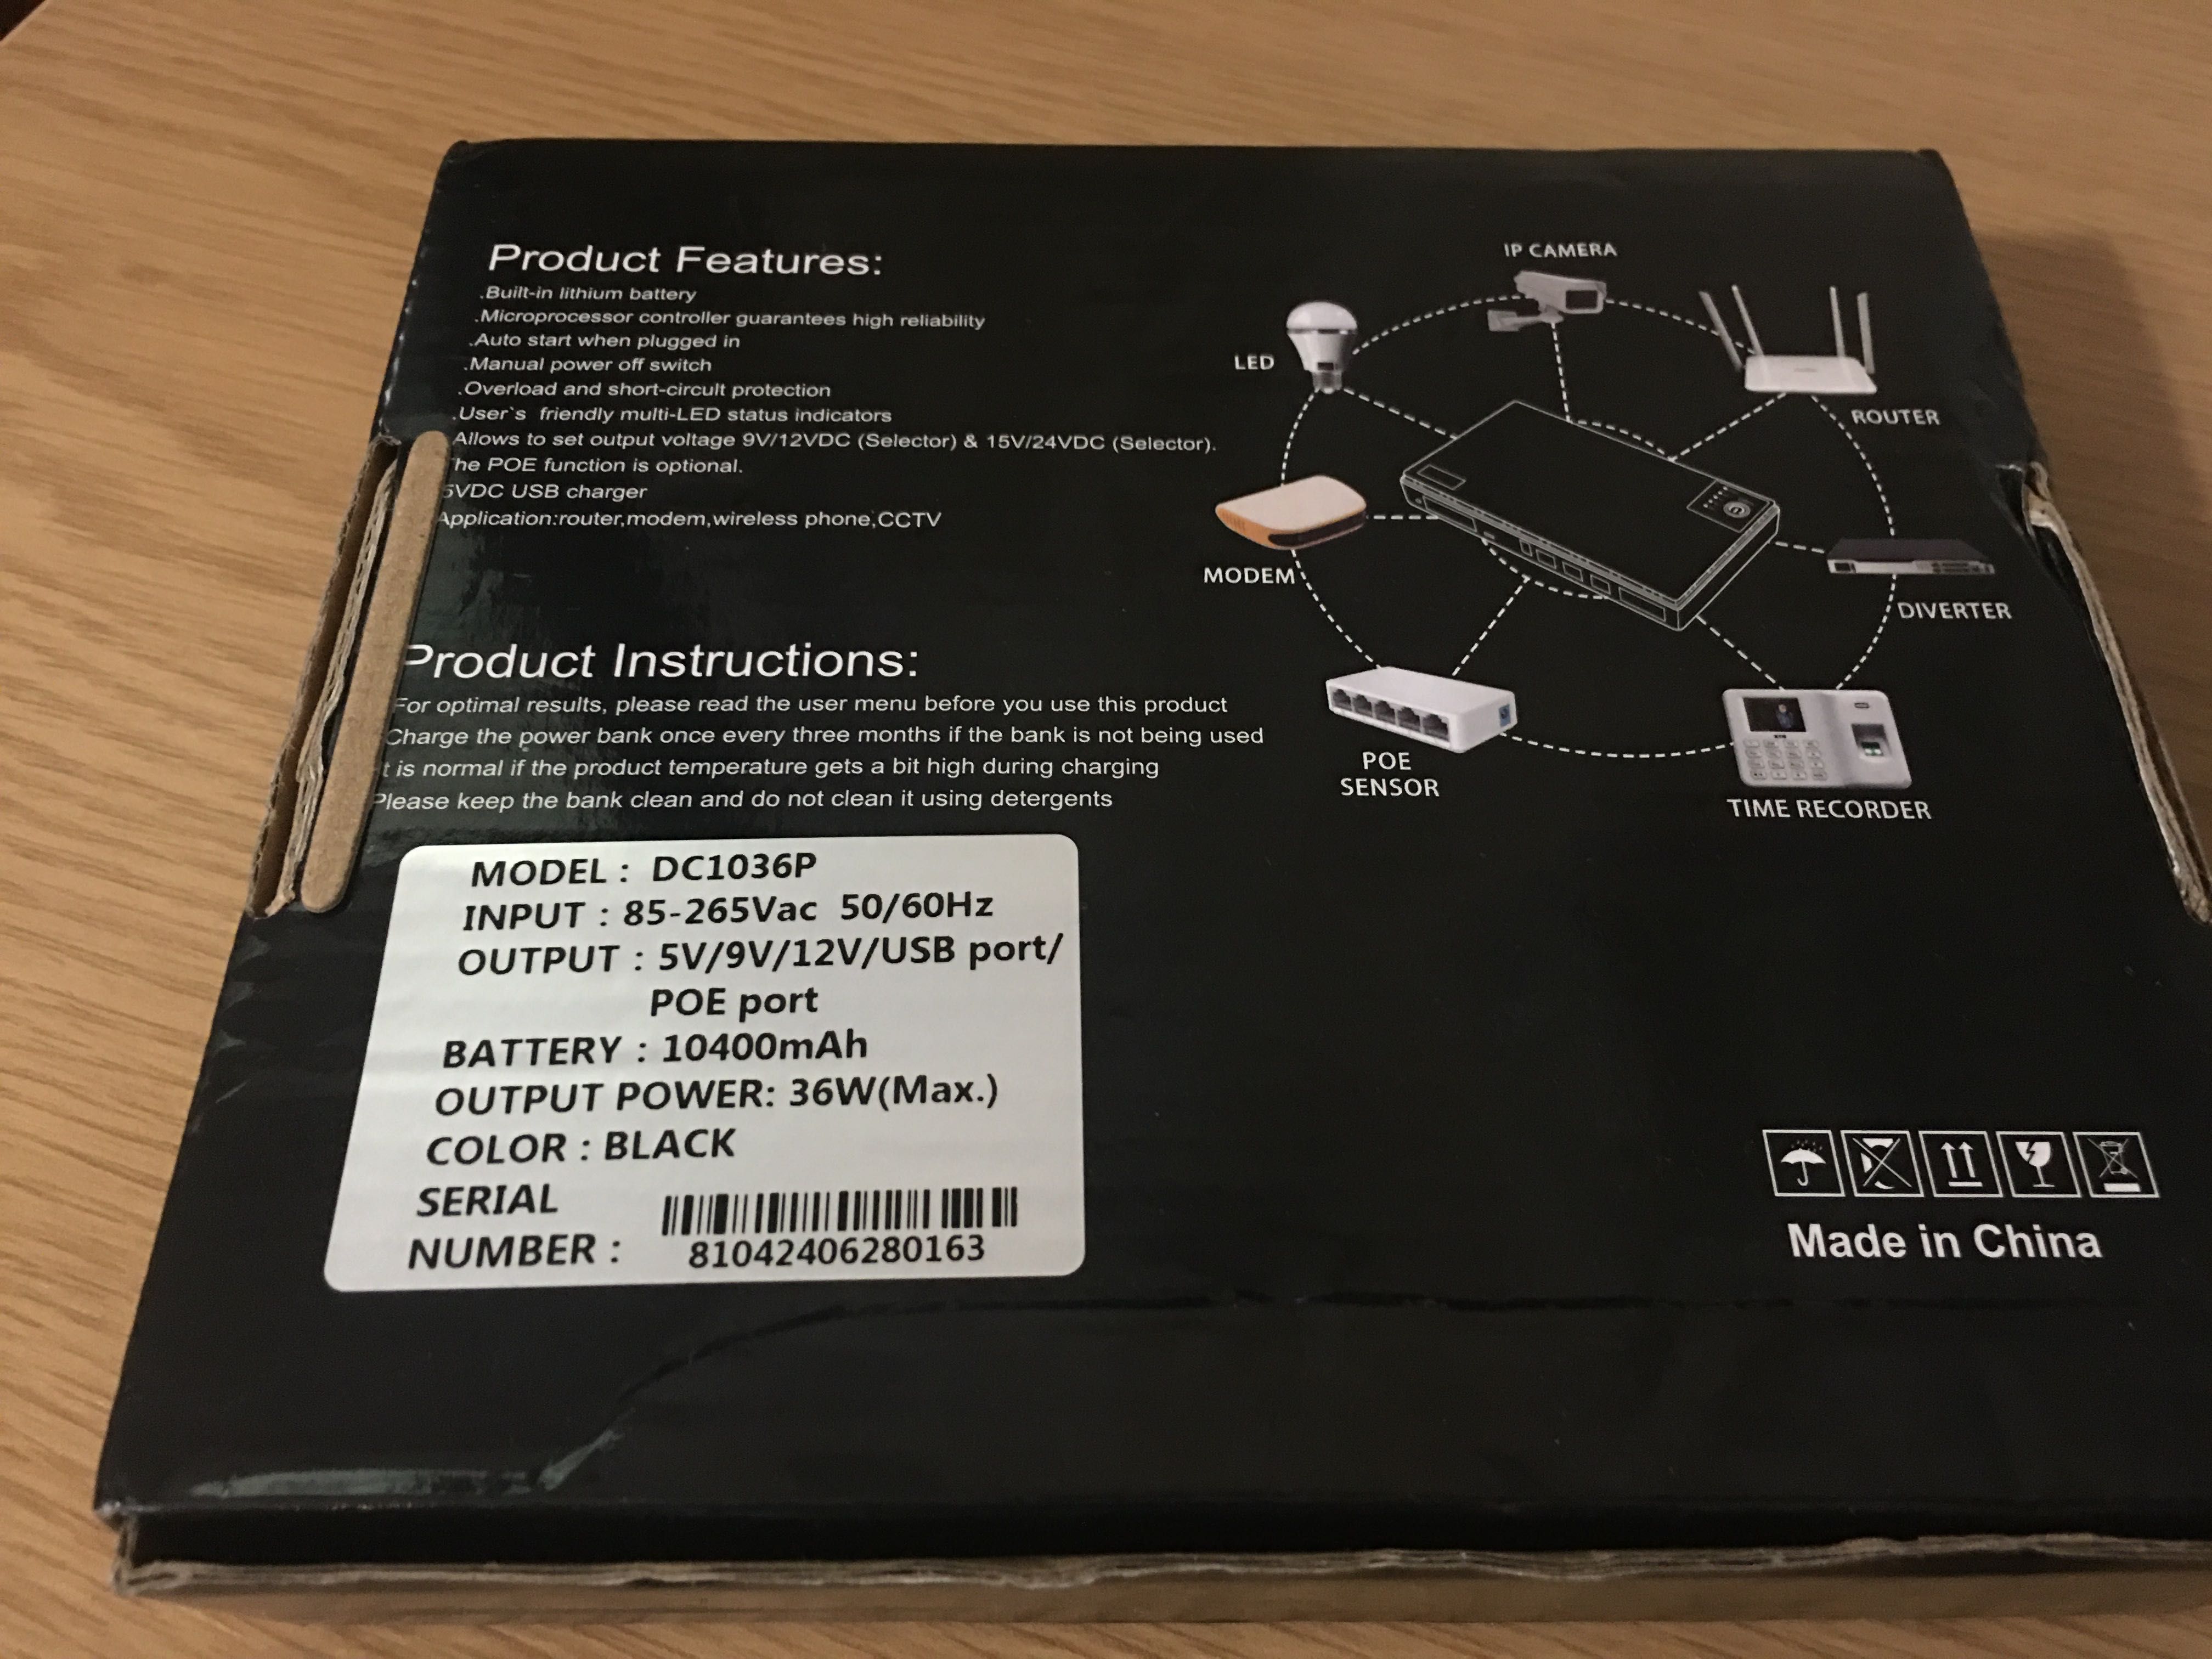 Product Features:
.Built-in lithium battery
.Microprocessor controller guarantees high reliability
.Auto start when plugged in
.Manual power off switch
.Overload and short-circult protection
.User`s friendly multi-LED status indicators
Allows to set output voltage 9V/12VDC (Selector) & 15V/24VDC (Selector).
he POE function is optional.
5VDC USB charger
Application:router,modem,wireless phone,CCTV
Product Instructions:
For optimal results, please read the user menu before you use this product
Charge the power bank once every three months if the bank is not being used
t is normal if the product temperature gets a bit high during charging
Please keep the bank clean and do not clean it using detergents
IP CAMERA
LED
ROUTER
MODEM
DIVERTER
POE
SENSOR
TIME RECORDER
MODEL : DC1036P
INPUT : 85-265Vac 50/60Hz
OUTPUT : 5V/9V/12V/USB port/
POE port
BATTERY : 10400mAh
OUTPUT POWER: 36W(Max.)
COLOR : BLACK
SERIAL
NUMBER :
81042406280163
Made in China